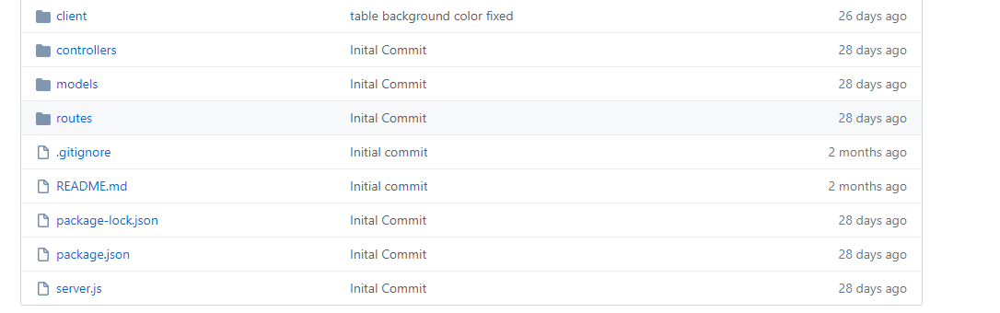 client table background color fixed 26 days ago
controllers Inital Commit 28 days ago
models Inital Commit 28 days ago
routes Inital Commit 28 days ago
.gitignore Initial commit 2 months ago
README.md Initial commit 2 months ago
package-lock.json Inital Commit 28 days ago
package.json Inital Commit 28 days ago
server.js Inital Commit 28 days ago